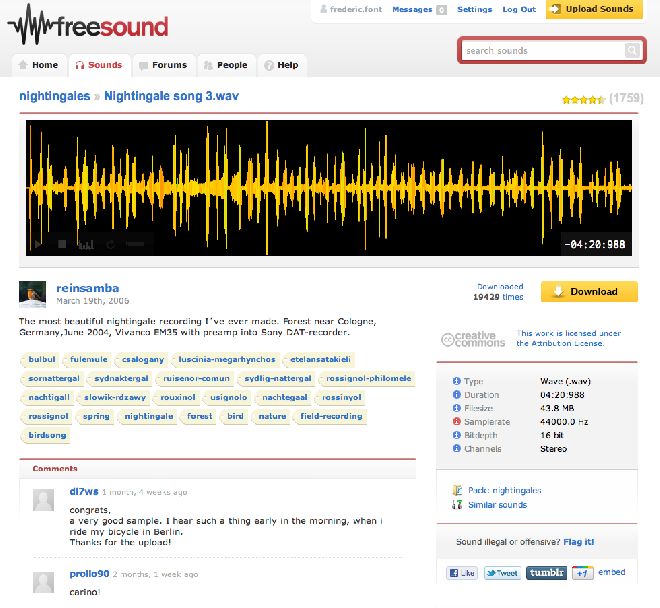 frederic.font Messages 0 Settings Log Out Upload Sounds
freesound
search sounds
Home Sounds Forums People Help
nightingales » Nightingale song 3.wav (1759)
-04:20:988
reinsamba
March 19th, 2006
Downloaded
19429 times
Download
The most beautiful nightingale recording I´ve ever made. Forest near Cologne,
Germany,June 2004, Vivanco EM35 with preamp into Sony DAT-recorder.
cc creative commons
This work is licensed under
the Attribution License.
bulbul fulemule csalogany luscinia-megarhynchos etelansatakieli
sornattergal sydnaktergal ruisenor-comun sydlig-nattergal rossignol-philomele
nachtigall slowik-rdzawy rouxinol usignolo nachtegaal rossinyol
rossignol spring nightingale forest bird nature field-recording
birdsong
Type Wave (.wav)
Duration 04:20:988
Filesize 43.8 MB
Samplerate 44000.0 Hz
Bitdepth 16 bit
Channels Stereo
Pack: nightingales
Similar sounds
Sound illegal or offensive? Flag it!
Like Tweet tumblr. +1 embed
Comments
di7ws 1 month, 4 weeks ago
congrats,
a very good sample. I hear such a thing early in the morning, when i
ride my bicycle in Berlin.
Thanks for the upload!
prollo90 2 months, 1 week ago
carino!